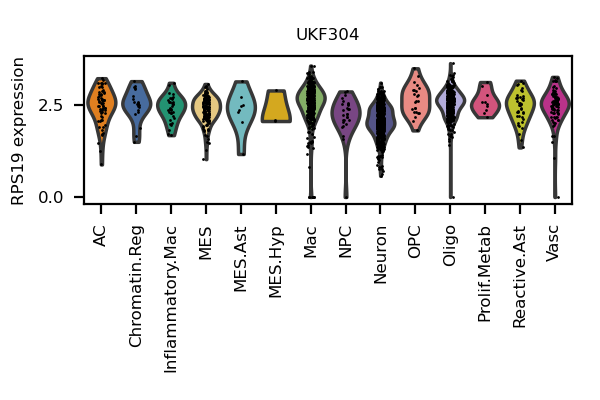 UKF304
RPS19 expression
2.5
0.0
AC
Chromatin.Reg
Inflammatory.Mac
MES
MES.Ast
MES.Hyp
Mac
NPC
Neuron
OPC
Oligo
Prolif.Metab
Reactive.Ast
Vasc